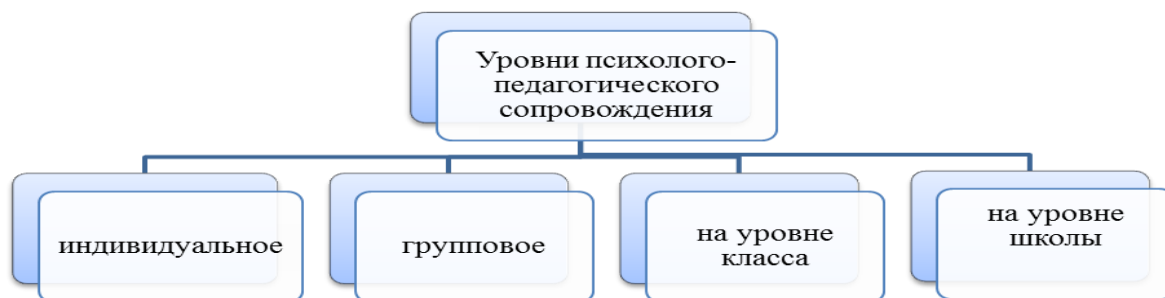 Уровни психолого-
педагогического
сопровождения
индивидуальное
групповое
на уровне
класса
на уровне
школы